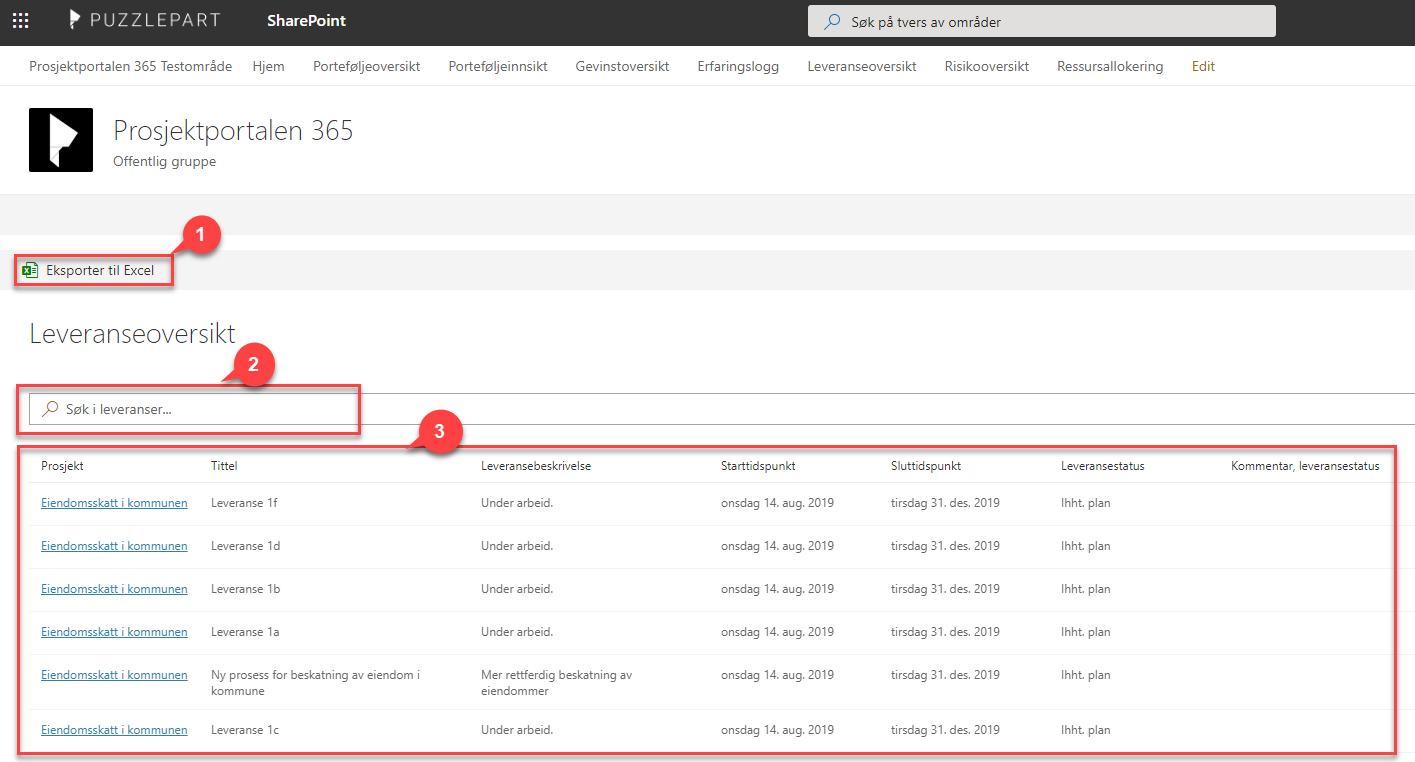 PUZZLEPART SharePoint Søk på tvers av områder
Prosjektportalen 365 Testområde Hjem Porteføljeoversikt Porteføljeinnsikt Gevinstoversikt Erfaringslogg Leveranseoversikt Risikooversikt Ressursallokering Edit
Prosjektportalen 365
Offentlig gruppe
1
Eksporter til Excel
Leveranseoversikt
2
Søk i leveranser...
3
Prosjekt Tittel Leveransebeskrivelse Starttidspunkt Sluttidspunkt Leveransestatus Kommentar, leveransestatus
Eiendomsskatt i kommunen Leveranse 1f Under arbeid. onsdag 14. aug. 2019 tirsdag 31. des. 2019 Ihht. plan
Eiendomsskatt i kommunen Leveranse 1d Under arbeid. onsdag 14. aug. 2019 tirsdag 31. des. 2019 Ihht. plan
Eiendomsskatt i kommunen Leveranse 1b Under arbeid. onsdag 14. aug. 2019 tirsdag 31. des. 2019 Ihht. plan
Eiendomsskatt i kommunen Leveranse 1a Under arbeid. onsdag 14. aug. 2019 tirsdag 31. des. 2019 Ihht. plan
Eiendomsskatt i kommunen Ny prosess for beskatning av eiendom i Mer rettferdig beskatning av onsdag 14. aug. 2019 tirsdag 31. des. 2019 Ihht. plan
kommune eiendommer
Eiendomsskatt i kommunen Leveranse 1c Under arbeid. onsdag 14. aug. 2019 tirsdag 31. des. 2019 Ihht. plan